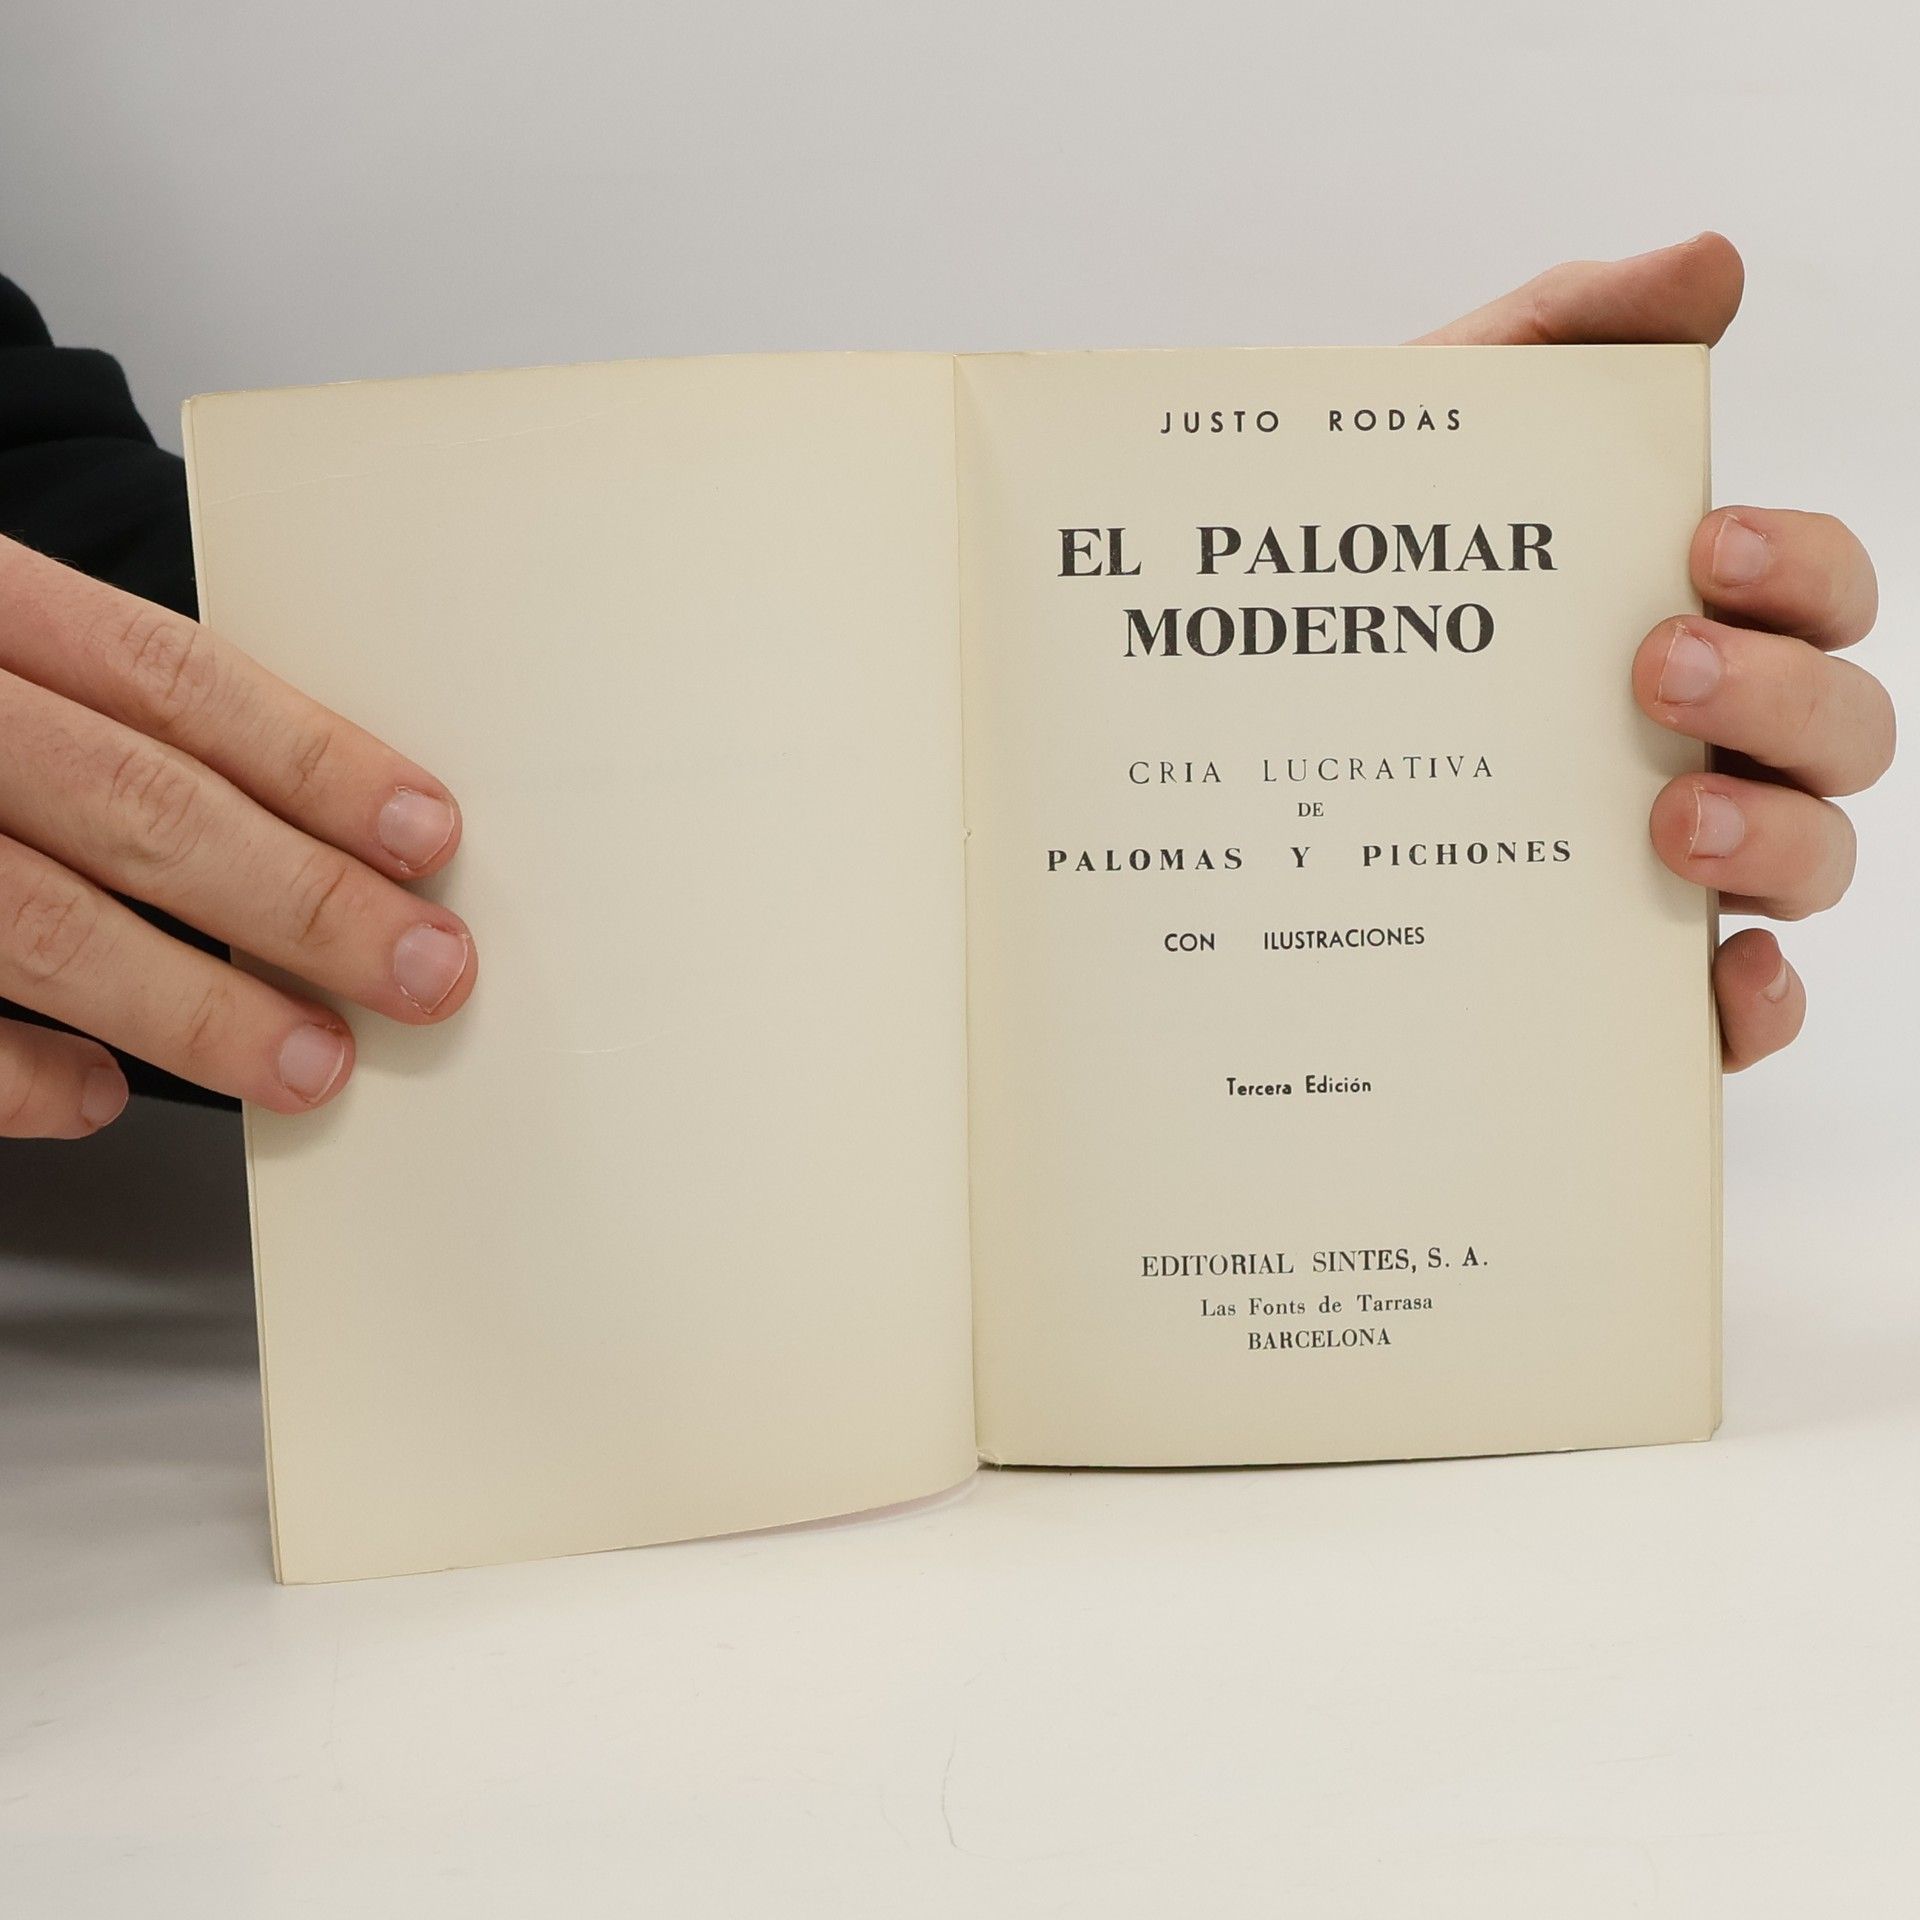 JUSTO RODÀS
EL PALOMAR
MODERNO
CRIA LUCRATIVA
DE
PALOMAS Y PICHONES
CON ILUSTRACIONES
Tercera Edición
EDITORIAL SINTES, S. A.
Las Fonts de Tarrasa
BARCELONA